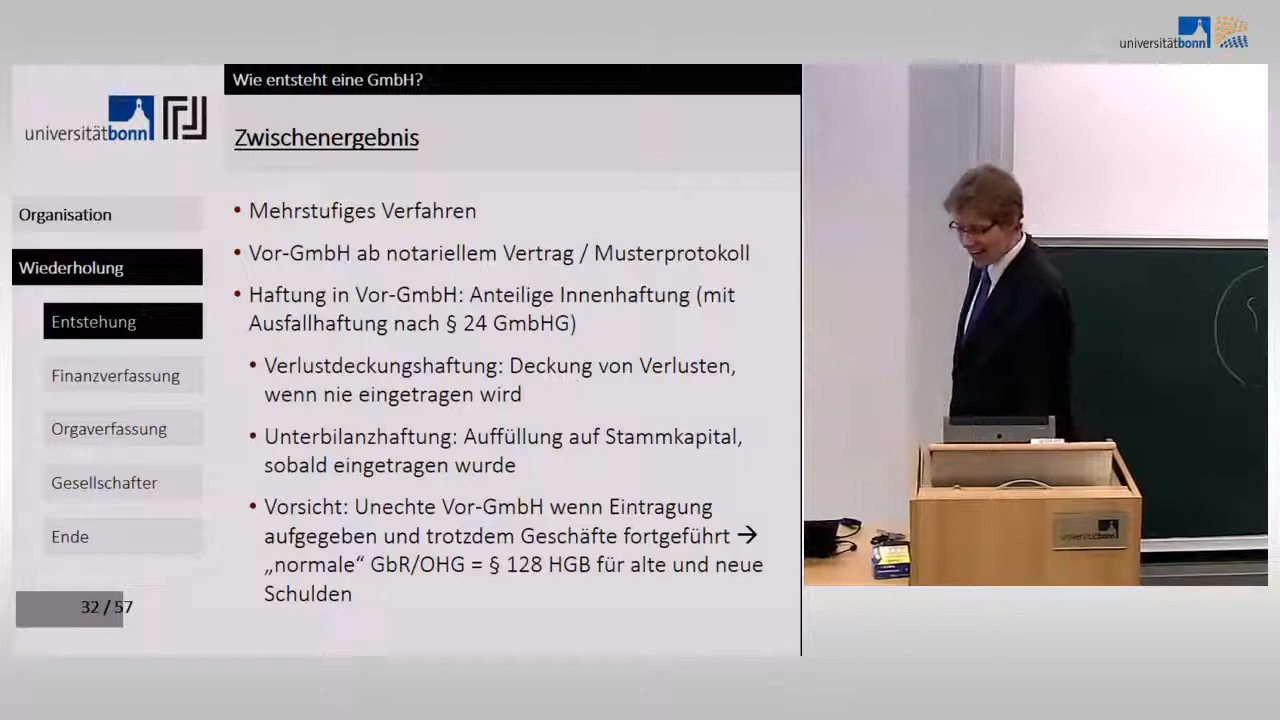 universitätbonn
Wie entsteht eine GmbH?
universitätbonn
Zwischenergebnis
Organisation
Wiederholung
Entstehung
Finanzverfassung
Orgaverfassung
Gesellschafter
Ende
32 / 57
• Mehrstufiges Verfahren
• Vor-GmbH ab notariellem Vertrag / Musterprotokoll
• Haftung in Vor-GmbH: Anteilige Innenhaftung (mit
Ausfallhaftung nach § 24 GmbHG)
• Verlustdeckungshaftung: Deckung von Verlusten,
wenn nie eingetragen wird
• Unterbilanzhaftung: Auffüllung auf Stammkapital,
sobald eingetragen wurde
• Vorsicht: Unechte Vor-GmbH wenn Eintragung
aufgegeben und trotzdem Geschäfte fortgeführt →
„normale“ GbR/OHG = § 128 HGB für alte und neue
Schulden
universitätbonn